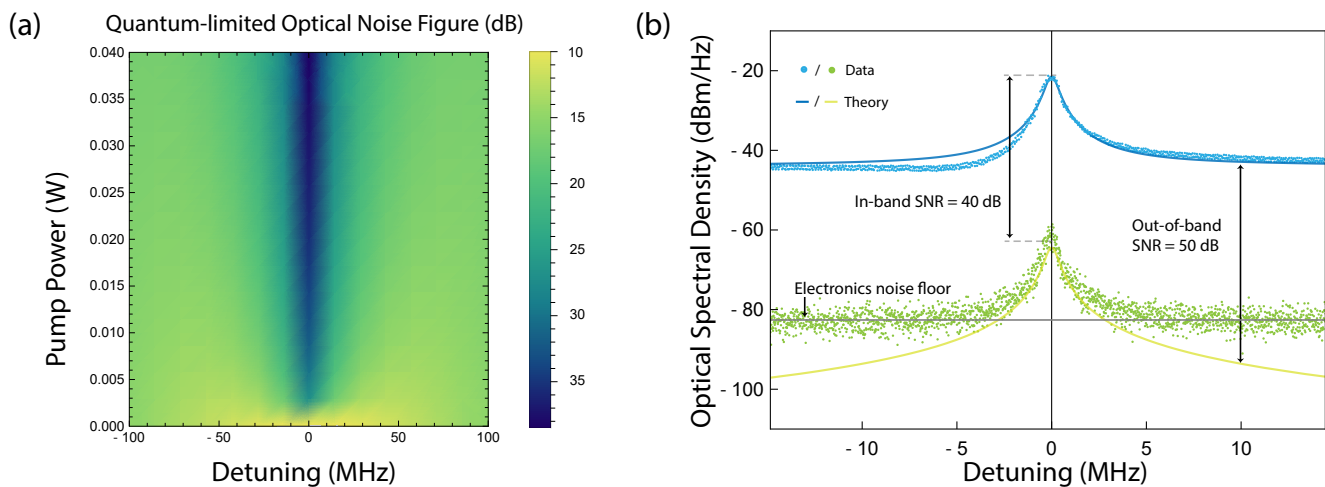 (a)
Quantum-limited Optical Noise Figure (dB)
Pump Power (W)
0.040
0.035
0.030
0.025
0.020
0.015
0.010
0.005
0.000
- 100
- 50
0
50
100
Detuning (MHz)
10
15
20
25
30
35
(b)
Optical Spectral Density (dBm/Hz)
- 20
- 40
- 60
- 80
- 100
/ Data
/ Theory
In-band SNR = 40 dB
Out-of-band
SNR = 50 dB
Electronics noise floor
- 10
- 5
0
5
10
Detuning (MHz)